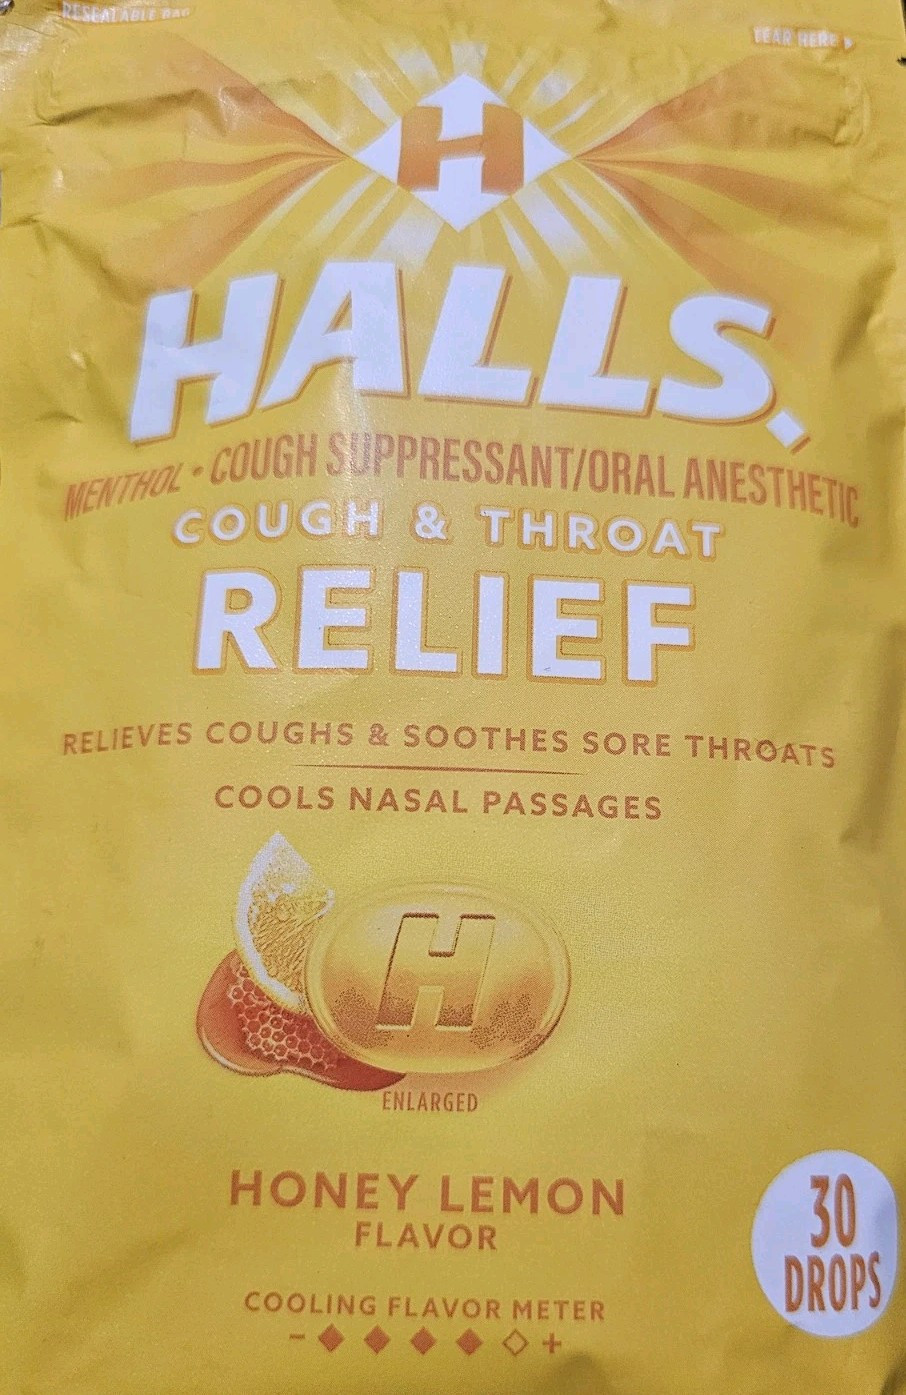 RESEALABLE BAG
TEAR HERE
H
HALLS.
MENTHOL • COUGH SUPPRESSANT/ORAL ANESTHETIC
COUGH & THROAT
RELIEF
RELIEVES COUGHS & SOOTHES SORE THROATS
COOLS NASAL PASSAGES
H
ENLARGED
HONEY LEMON
FLAVOR
30
DROPS
COOLING FLAVOR METER
- ◆ ◆ ◆ ◆ ◇ +